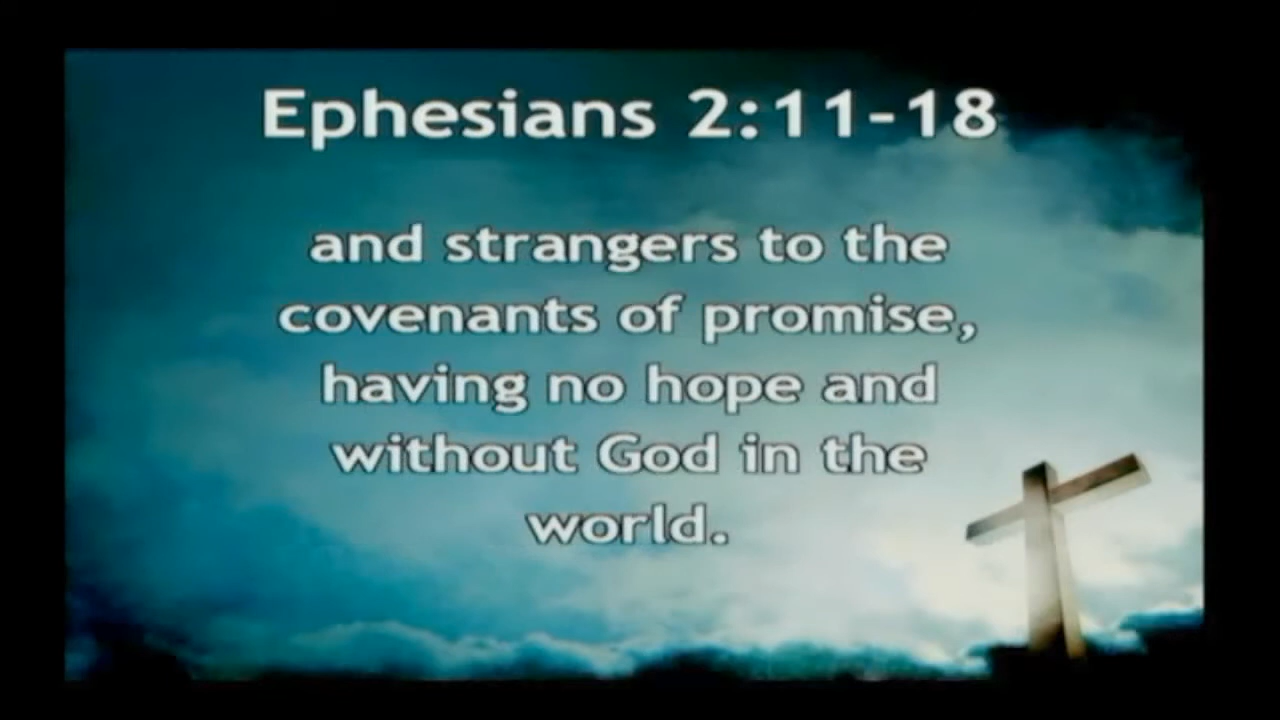 Ephesians 2:11-18
and strangers to the
covenants of promise,
having no hope and
without God in the
world.